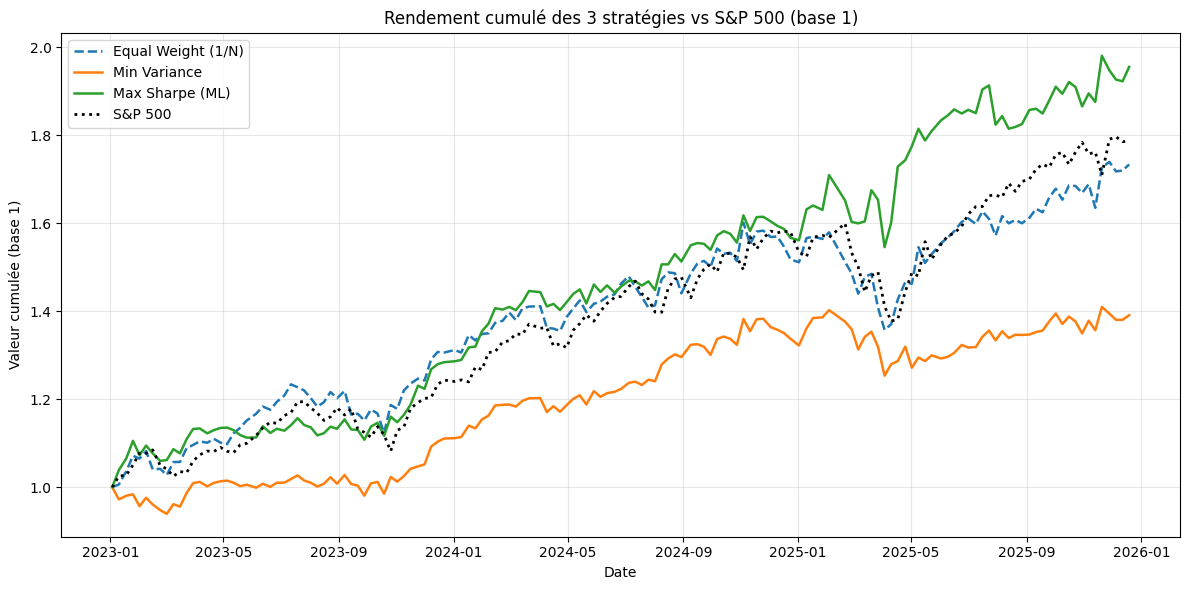 Rendement cumulé des 3 stratégies vs S&P 500 (base 1)
Equal Weight (1/N)
Min Variance
Max Sharpe (ML)
S&P 500
Valeur cumulée (base 1)
2.0
1.8
1.6
1.4
1.2
1.0
2023-01 2023-05 2023-09 2024-01 2024-05 2024-09 2025-01 2025-05 2025-09 2026-01
Date